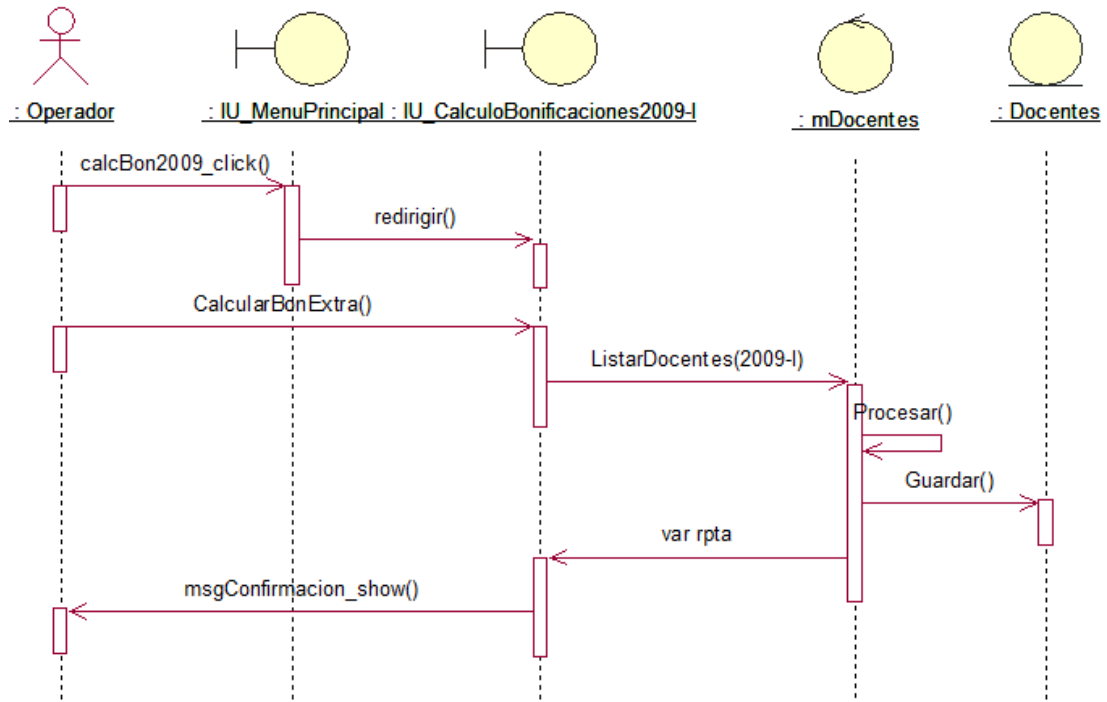 : Operador
: IU_MenuPrincipal
: IU_CalculoBonificaciones2009-I
: mDocentes
: Docentes
calcBon2009_click()
redirigir()
CalcularBonExtra()
ListarDocentes(2009-I)
Procesar()
Guardar()
var rpta
msgConfirmacion_show()